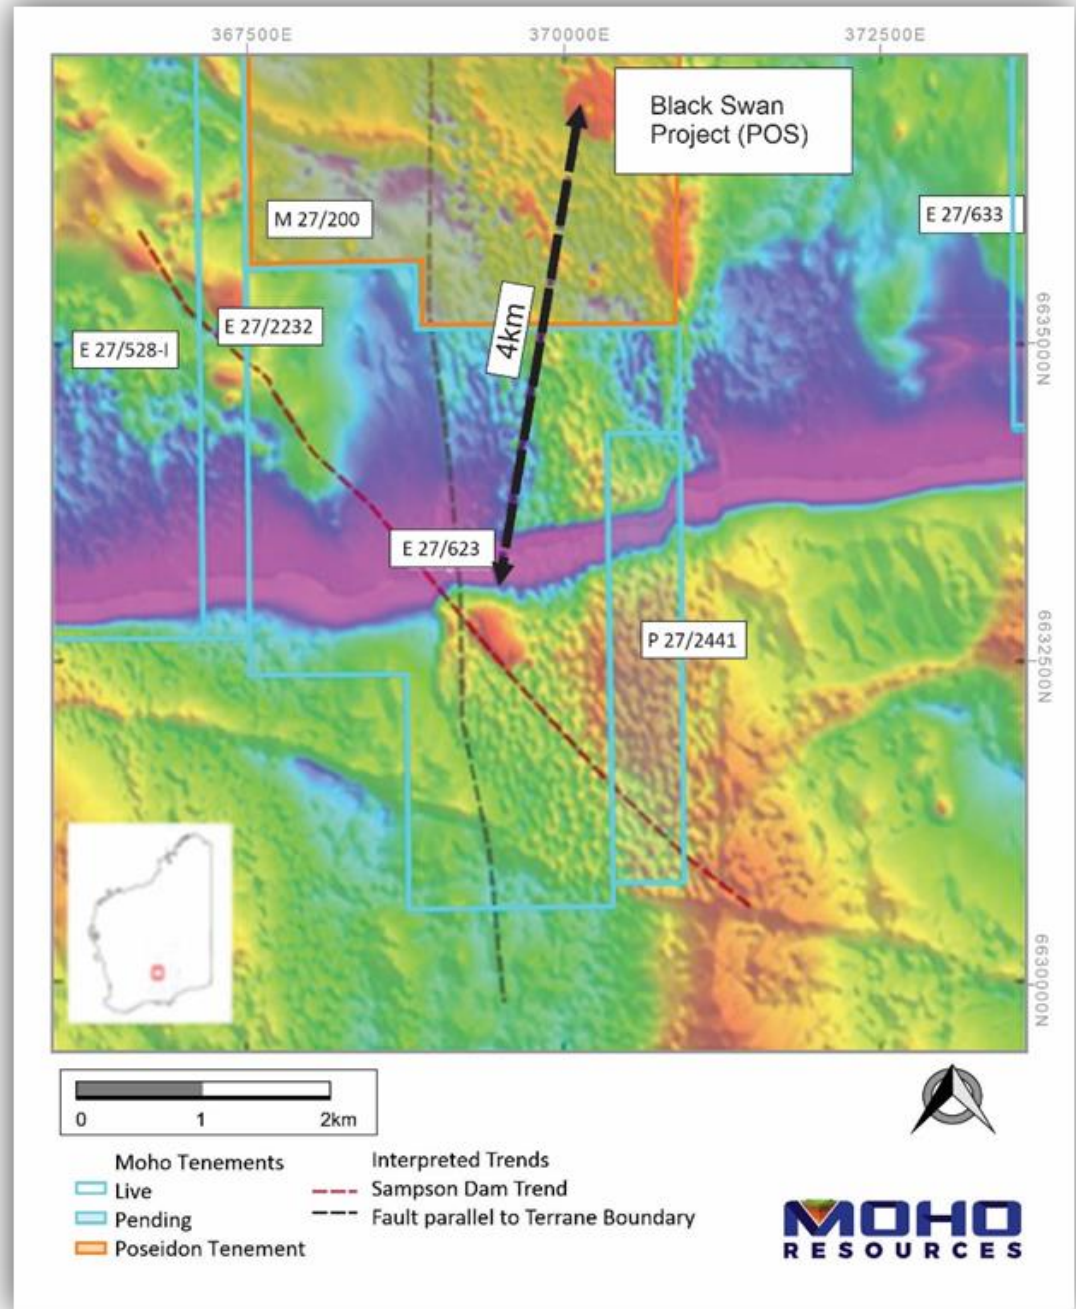 367500E
370000E
372500E
Black Swan
Project (POS)
M 27/200
E 27/633
E 27/2232
E 27/528-I
4km
6635000N
E 27/623
P 27/2441
6632500N
6630000N
0 1 2km
Moho Tenements
Live
Pending
Poseidon Tenement
Interpreted Trends
Sampson Dam Trend
Fault parallel to Terrane Boundary
MOHO
RESOURCES